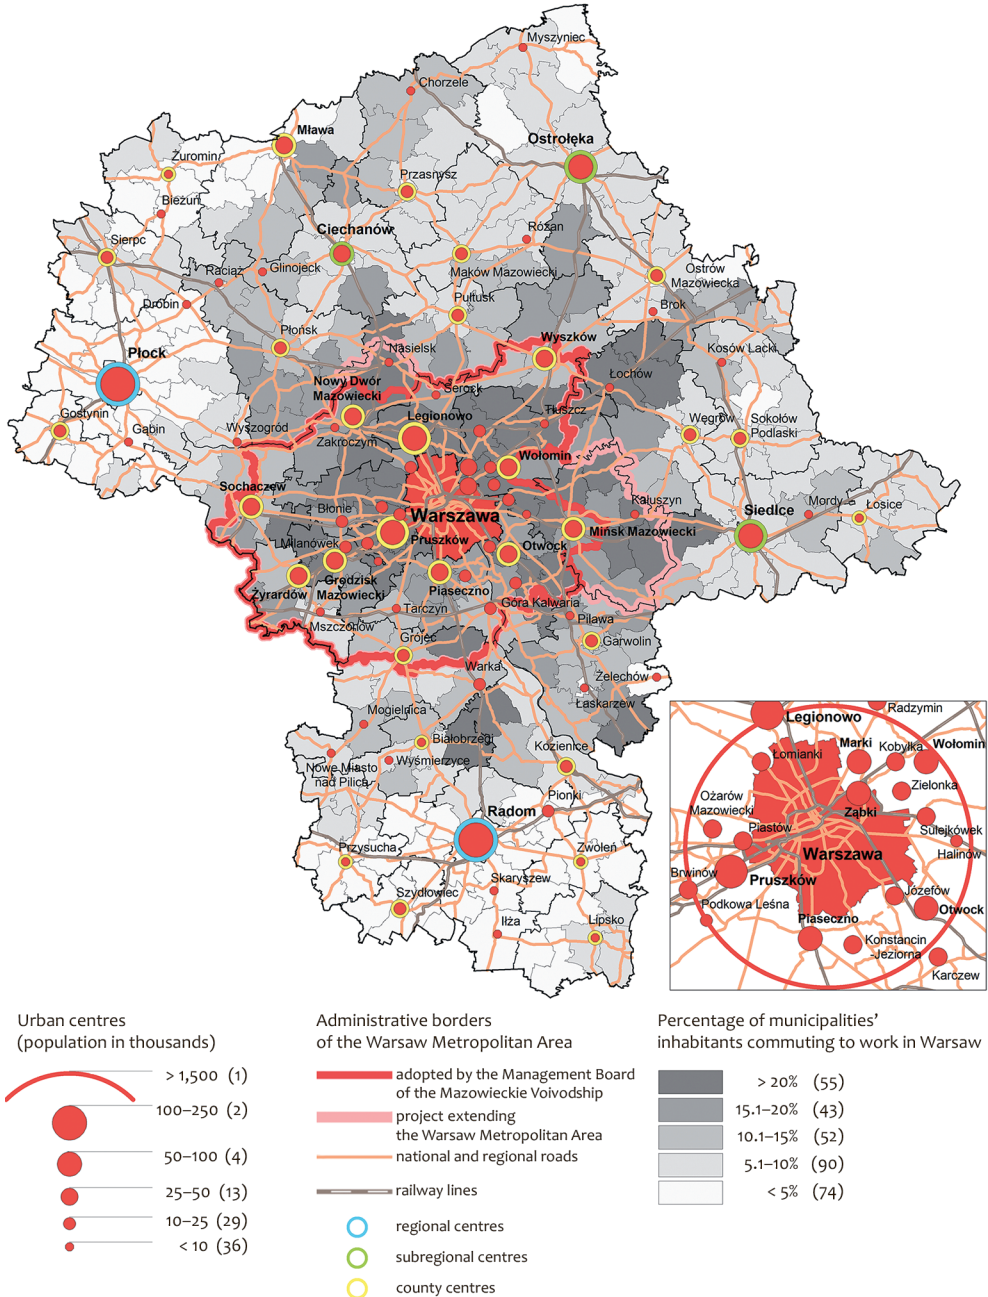 Myszyniec
Chorzele
Mława
Ostrołęka
Żuromin
Przasnysz
Bieżuń
Ciechanów
Różan
Sierpc
Raciąż
Glinojeck
Maków Mazowiecki
Ostrów
Mazowiecka
Drobin
Pułtusk
Brok
Płońsk
Wyszków
Płock
Nasielsk
Kosów Lacki
Nowy Dwór
Mazowiecki
Serock
Łochów
Gostynin
Gąbin
Wyszogród
Zakroczym
Legionowo
Tłuszcz
Węgrów
Sokołów
Podlaski
Wołomin
Sochaczew
Błonie
Warszawa
Kałuszyn
Siedlce
Mordy
Łosice
Milanówek
Pruszków
Otwock
Mińsk Mazowiecki
Żyrardów
Grodzisk
Mazowiecki
Piaseczno
Góra Kalwaria
Mszczonów
Tarczyn
Pilawa
Grójec
Garwolin
Warka
Żelechów
Łaskarzew
Mogielnica
Białobrzegi
Kozienice
Nowe Miasto
nad Pilicą
Wyśmierzyce
Pionki
Radom
Przysucha
Zwoleń
Skaryszew
Szydłowiec
Iłża
Lipsko
Legionowo
Radzymin
Marki
Kobyłka
Wołomin
Łomianki
Zielonka
Ożarów
Mazowiecki
Ząbki
Piastów
Sulejkówek
Warszawa
Halinów
Brwinów
Pruszków
Józefów
Podkowa Leśna
Otwock
Piaseczno
Konstancin
-Jeziorna
Karczew
Urban centres
(population in thousands)
> 1,500 (1)
100–250 (2)
50–100 (4)
25–50 (13)
10–25 (29)
< 10 (36)
Administrative borders
of the Warsaw Metropolitan Area
adopted by the Management Board
of the Mazowieckie Voivodship
project extending
the Warsaw Metropolitan Area
national and regional roads
railway lines
regional centres
subregional centres
county centres
Percentage of municipalities’
inhabitants commuting to work in Warsaw
> 20% (55)
15.1–20% (43)
10.1–15% (52)
5.1–10% (90)
< 5% (74)